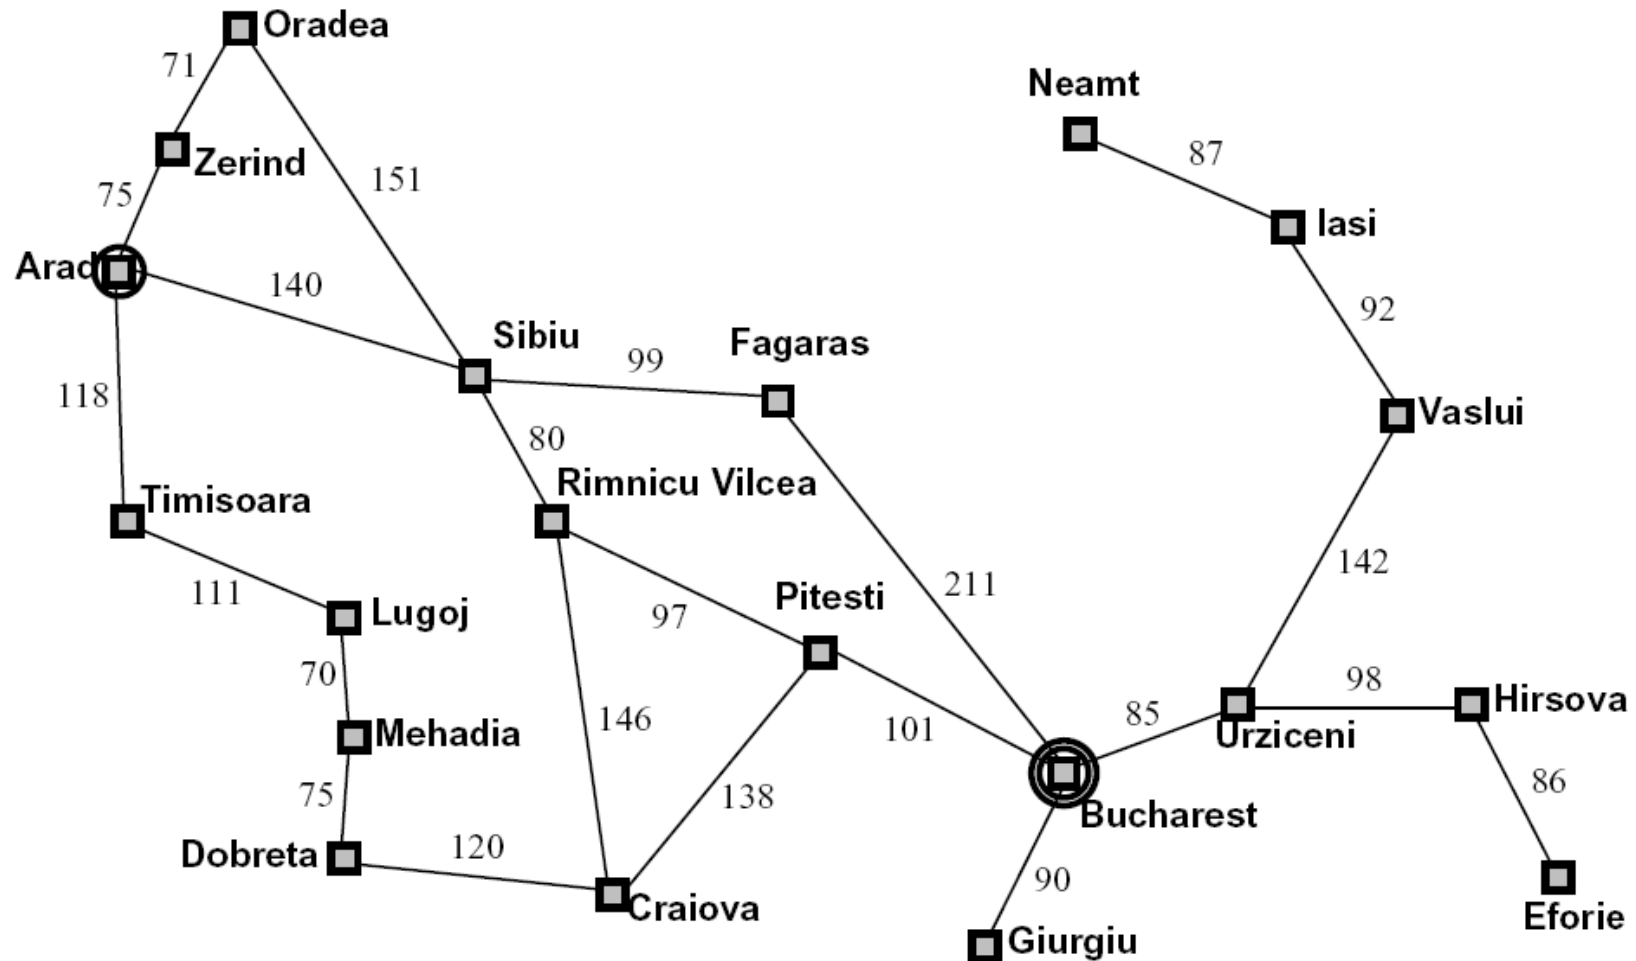 Oradea
71
Neamt
87
Zerind
151
75
Iasi
Arad
140
92
Sibiu
Fagaras
99
118
Vaslui
80
Rimnicu Vilcea
Timisoara
142
211
Pitesti
111
Lugoj
97
70
98
Hirsova
146
85
101
Mehadia
Urziceni
86
75
138
Bucharest
120
Dobreta
90
Craiova
Eforie
Giurgiu